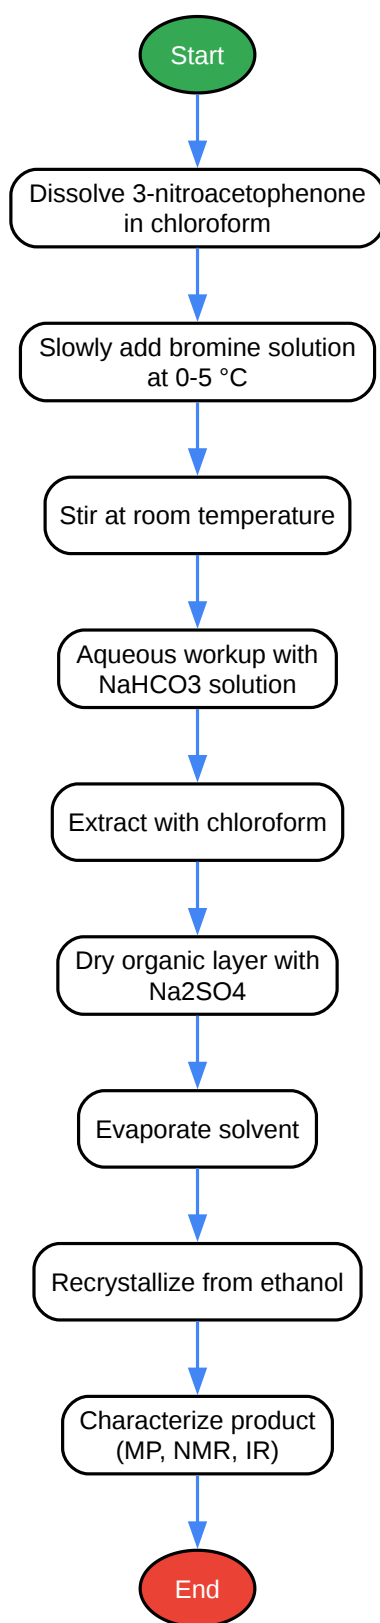 Start
Dissolve 3-nitroacetophenone
in chloroform
Slowly add bromine solution
at 0-5 °C
Stir at room temperature
Aqueous workup with
NaHCO3 solution
Extract with chloroform
Dry organic layer with
Na2SO4
Evaporate solvent
Recrystallize from ethanol
Characterize product
(MP, NMR, IR)
End